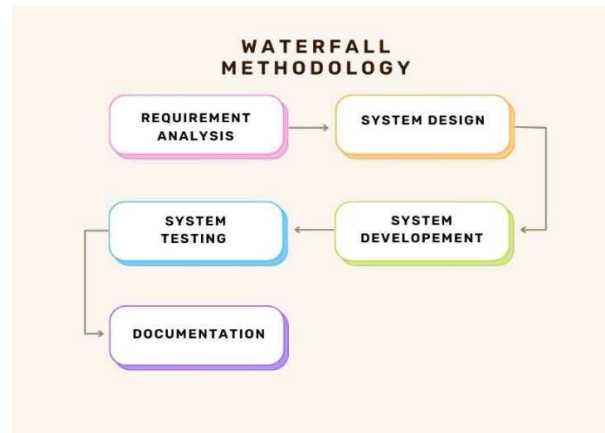 WATERFALL
METHODOLOGY
REQUIREMENT
ANALYSIS
SYSTEM DESIGN
SYSTEM
DEVELOPEMENT
SYSTEM
TESTING
DOCUMENTATION